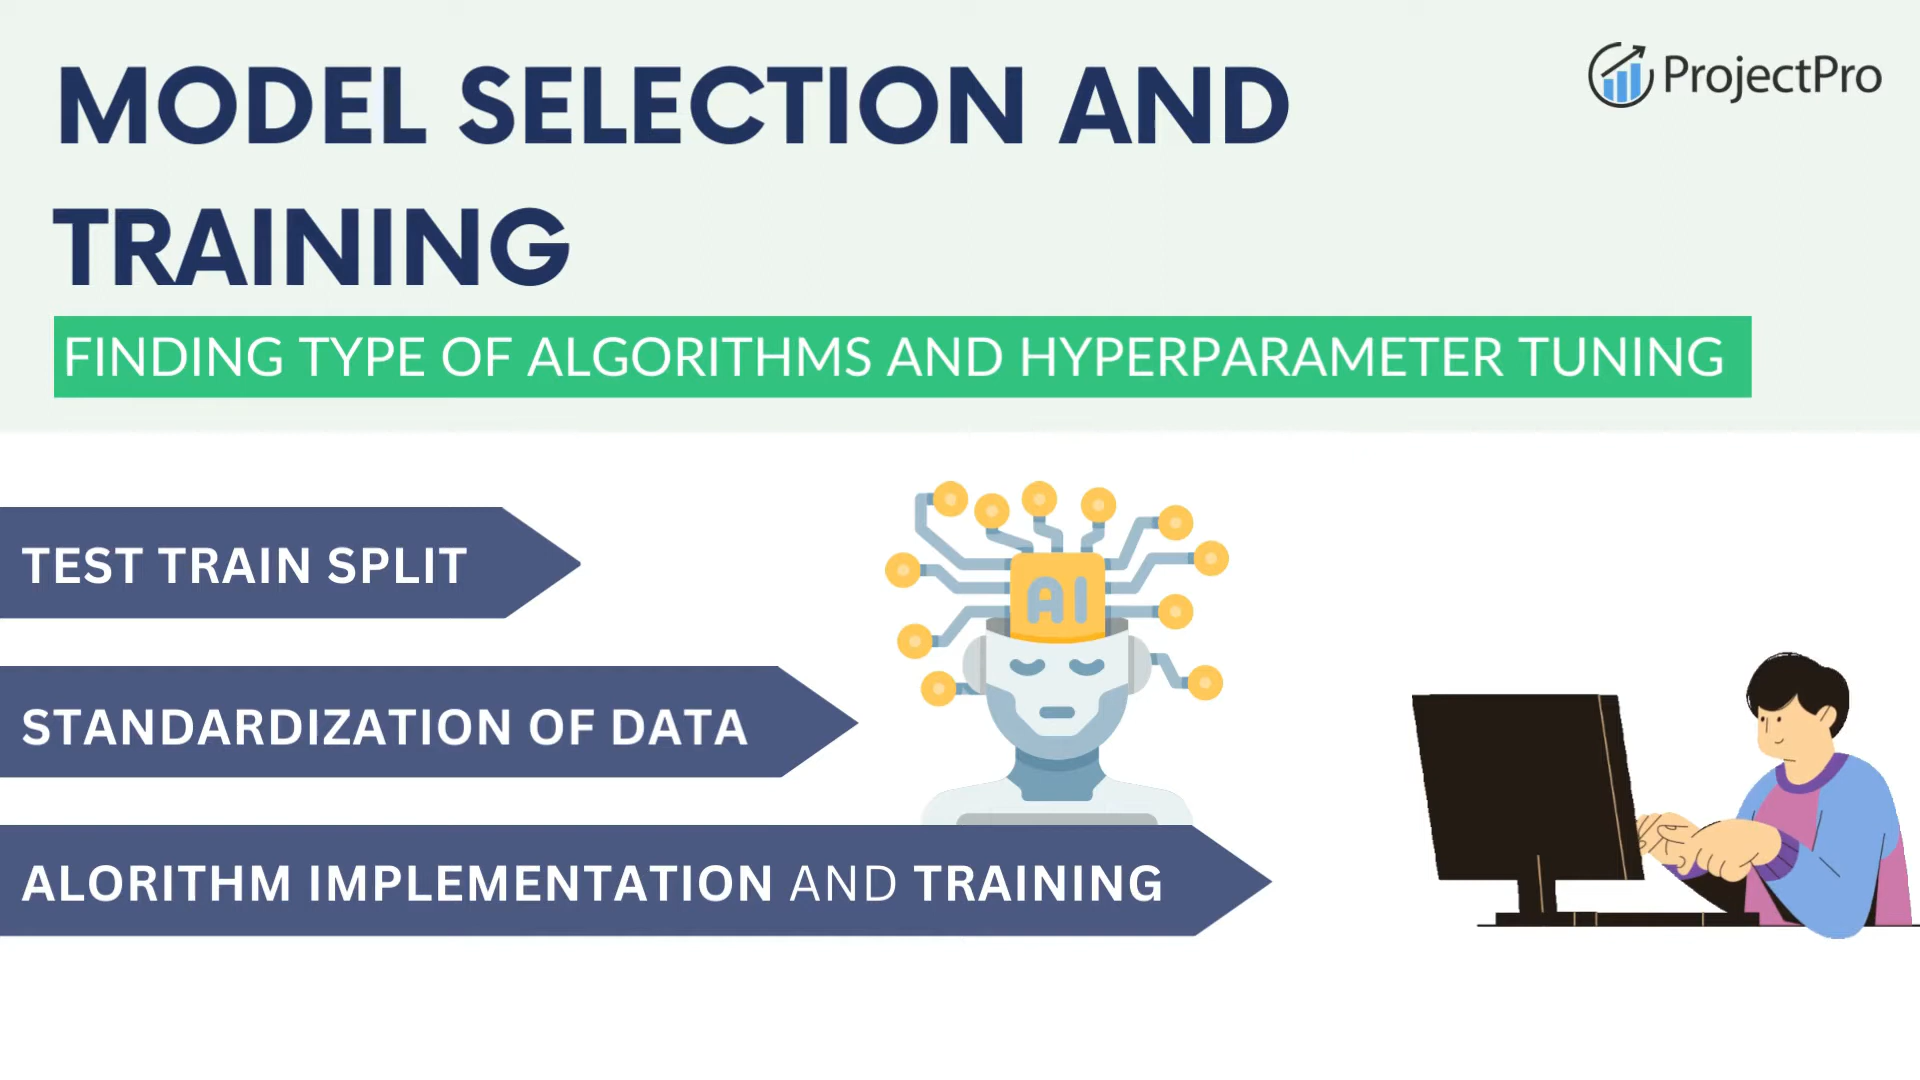 MODEL SELECTION AND
TRAINING
ProjectPro
FINDING TYPE OF ALGORITHMS AND HYPERPARAMETER TUNING
TEST TRAIN SPLIT
AI
STANDARDIZATION OF DATA
ALORITHM IMPLEMENTATION AND TRAINING